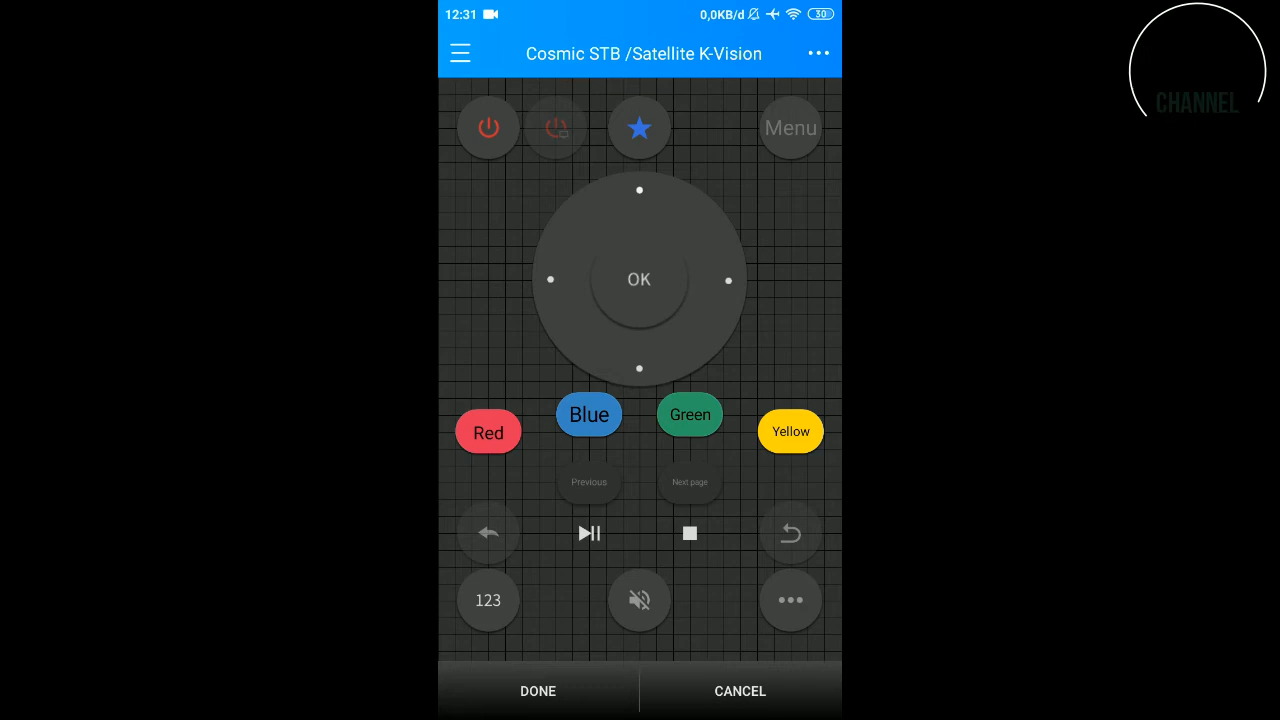 12:31
0,0KB/d
30
Cosmic STB /Satellite K-Vision
CHANNEL
Menu
OK
Blue
Green
Red
Yellow
Previous
Next page
123
DONE
CANCEL